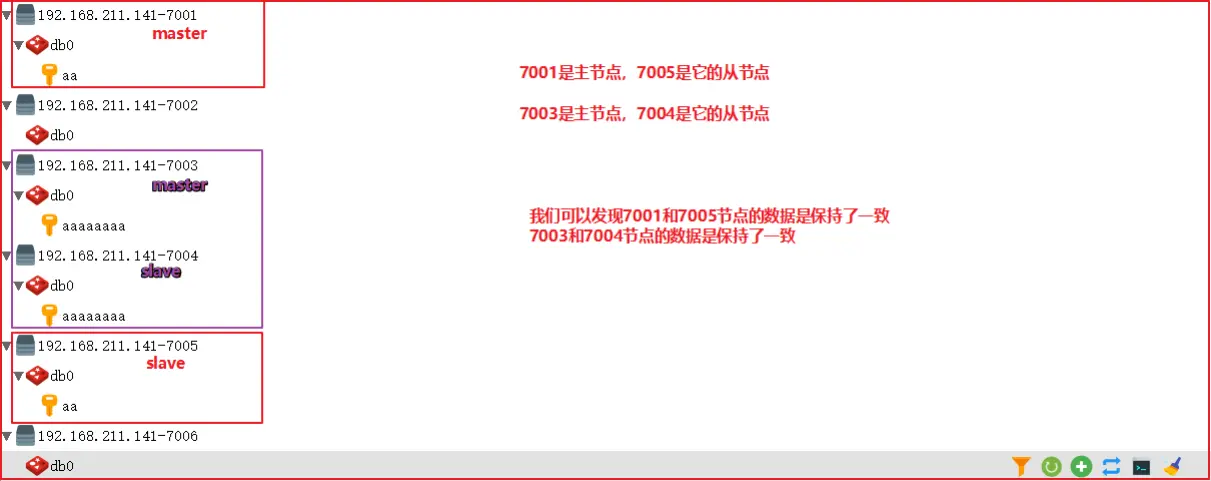 192.168.211.141-7001
master
db0
aa
7001是主节点，7005是它的从节点
192.168.211.141-7002
7003是主节点，7004是它的从节点
db0
192.168.211.141-7003
master
db0
我们可以发现7001和7005节点的数据是保持了一致
aaaaaaaa
7003和7004节点的数据是保持了一致
192.168.211.141-7004
slave
db0
aaaaaaaa
192.168.211.141-7005
slave
db0
aa
192.168.211.141-7006
db0